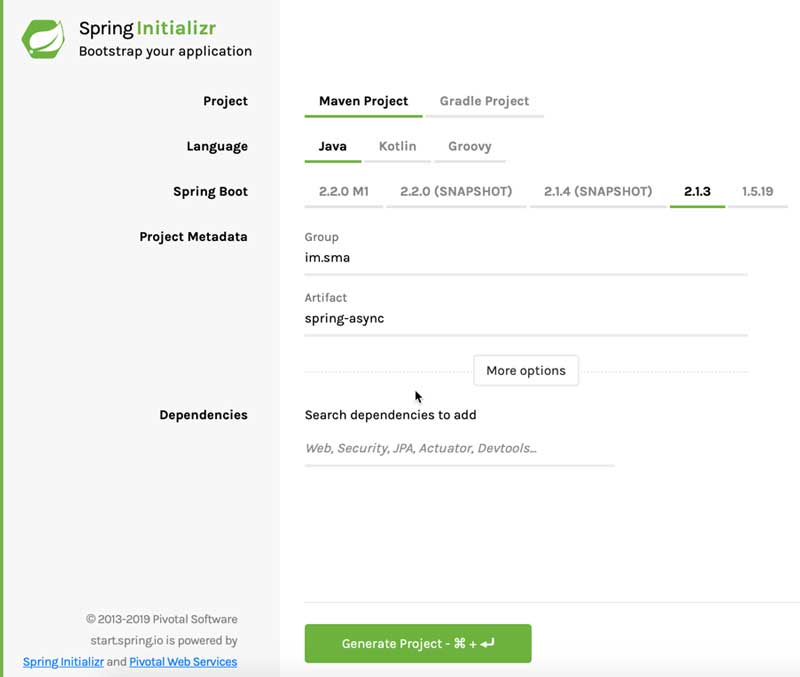 Spring Initializr
Bootstrap your application
Project
Maven Project Gradle Project
Language
Java Kotlin Groovy
Spring Boot
2.2.0 M1 2.2.0 (SNAPSHOT) 2.1.4 (SNAPSHOT) 2.1.3 1.5.19
Project Metadata
Group
im.sma
Artifact
spring-async
More options
Dependencies
Search dependencies to add
Web, Security, JPA, Actuator, Devtools...
© 2013-2019 Pivotal Software
start.spring.io is powered by
Spring Initializr and Pivotal Web Services
Generate Project - ⌘ + ↵